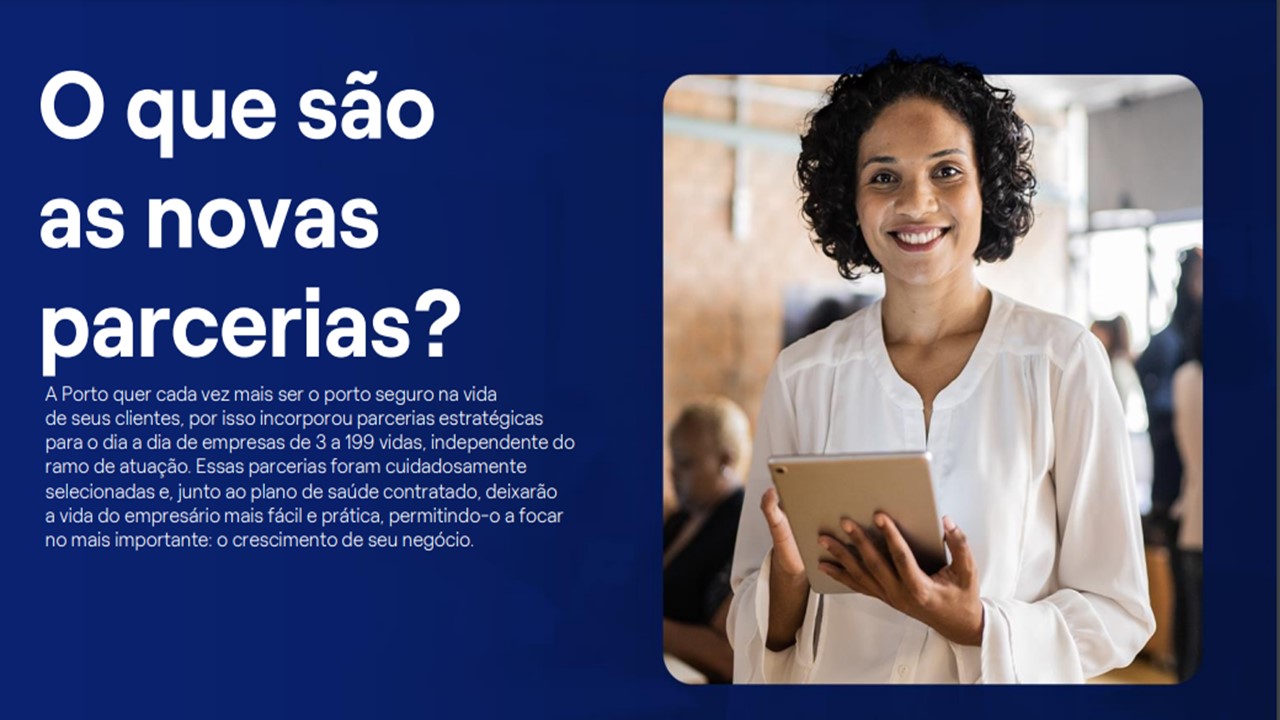 O que são
as novas
parcerias?
A Porto quer cada vez mais ser o porto seguro na vida
de seus clientes, por isso incorporou parcerias estratégicas
para o dia a dia de empresas de 3 a 199 vidas, independente do
ramo de atuação. Essas parcerias foram cuidadosamente
selecionadas e, junto ao plano de saúde contratado, deixarão
a vida do empresário mais fácil e prática, permitindo-o a focar
no mais importante: o crescimento de seu negócio.